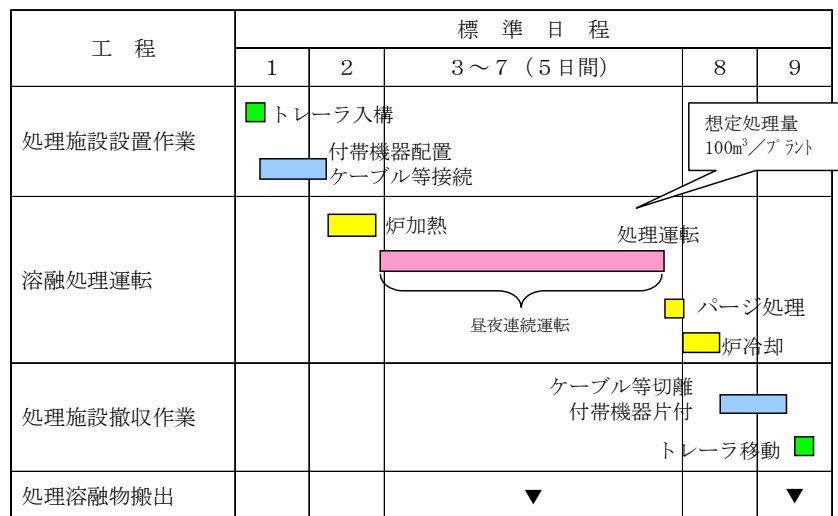 工　程
標　準　日　程
1
2
3～7 （5日間）
8
9
処理施設設置作業
トレーラ入構
付帯機器配置
ケーブル等接続
想定処理量
100m³／プラント
溶融処理運転
炉加熱
処理運転
昼夜連続運転
パージ処理
炉冷却
処理施設撤収作業
ケーブル等切離
付帯機器片付
トレーラ移動
処理溶融物搬出
▼
▼